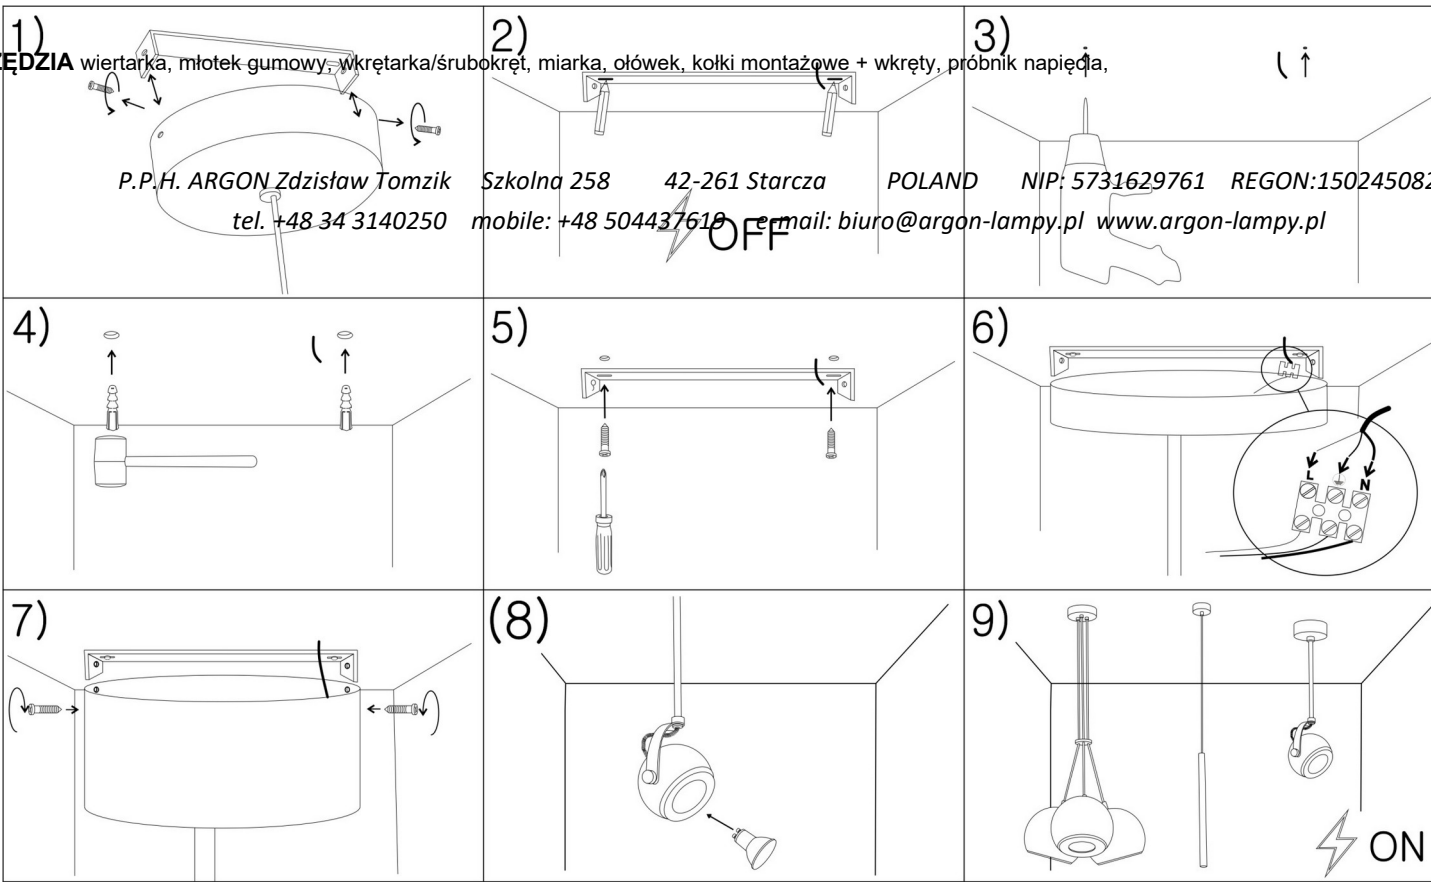 1)
2)
3)
ĘDZIA wiertarka, młotek gumowy, wkrętarka/śrubokręt, miarka, ołówek, kołki montażowe + wkręty, próbnik napięcia,
P.P.H. ARGON Zdzisław Tomzik Szkolna 258 42-261 Starcza POLAND NIP: 5731629761 REGON:150245082
tel. +48 34 3140250 mobile: +48 504437619 e-mail: biuro@argon-lampy.pl www.argon-lampy.pl
OFF
4)
5)
6)
L
N
7)
(8)
9)
ON